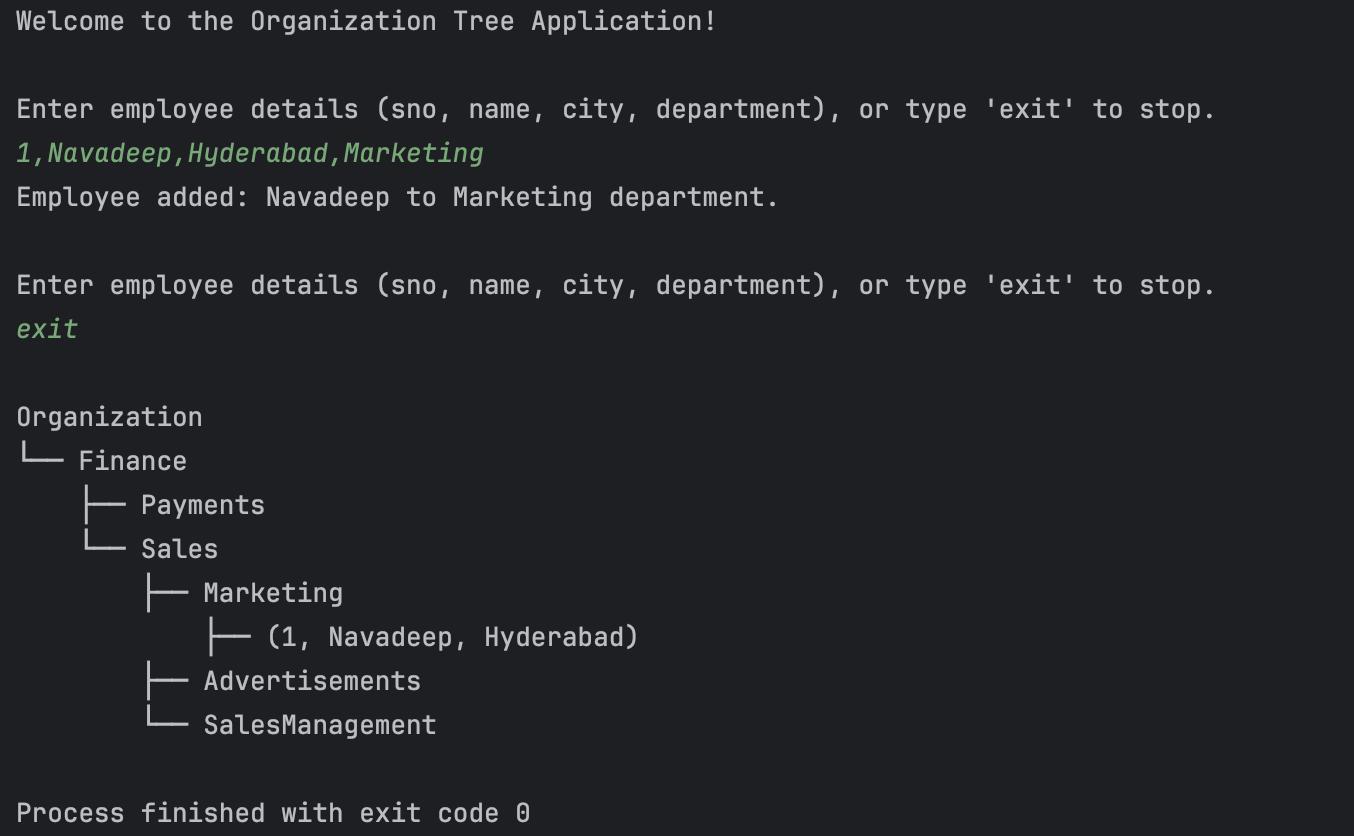 Welcome to the Organization Tree Application!
Enter employee details (sno, name, city, department), or type 'exit' to stop.
1,Navadeep,Hyderabad,Marketing
Employee added: Navadeep to Marketing department.
Enter employee details (sno, name, city, department), or type 'exit' to stop.
exit
Organization
└── Finance
    ├── Payments
    └── Sales
        ├── Marketing
            ├── (1, Navadeep, Hyderabad)
        ├── Advertisements
        └── SalesManagement
Process finished with exit code 0